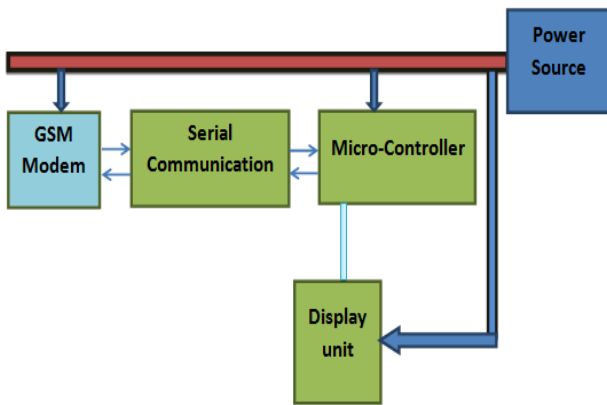 Power
Source
GSM
Modem
Serial
Communication
Micro-Controller
Display
unit